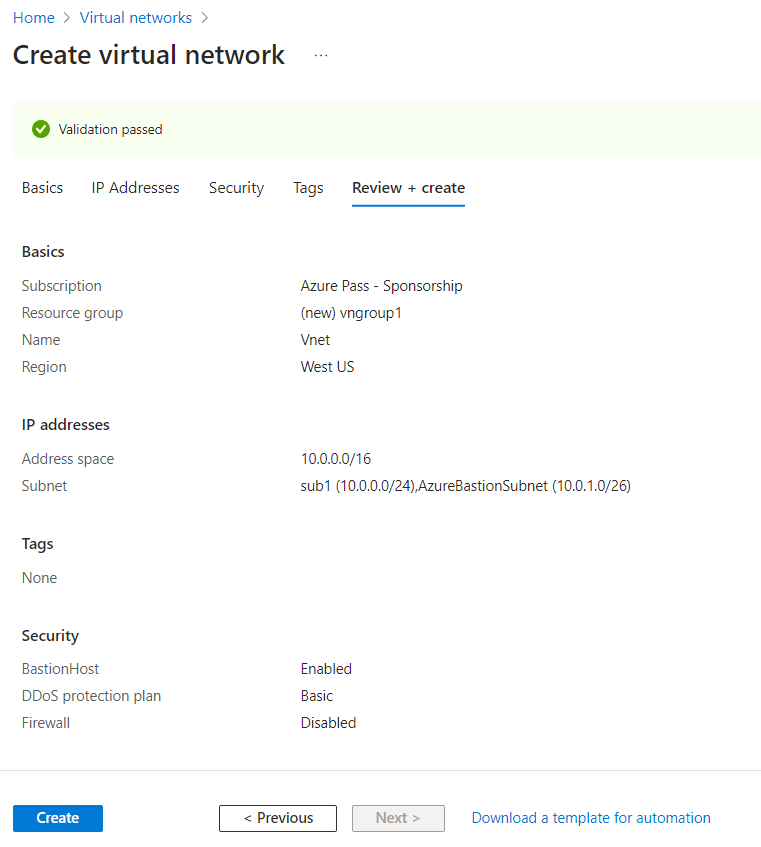 Home > Virtual networks >
Create virtual network ...
Validation passed
Basics IP Addresses Security Tags Review + create
Basics
Subscription Azure Pass - Sponsorship
Resource group (new) vngroup1
Name Vnet
Region West US
IP addresses
Address space 10.0.0.0/16
Subnet sub1 (10.0.0.0/24),AzureBastionSubnet (10.0.1.0/26)
Tags
None
Security
BastionHost Enabled
DDoS protection plan Basic
Firewall Disabled
Create < Previous Next > Download a template for automation